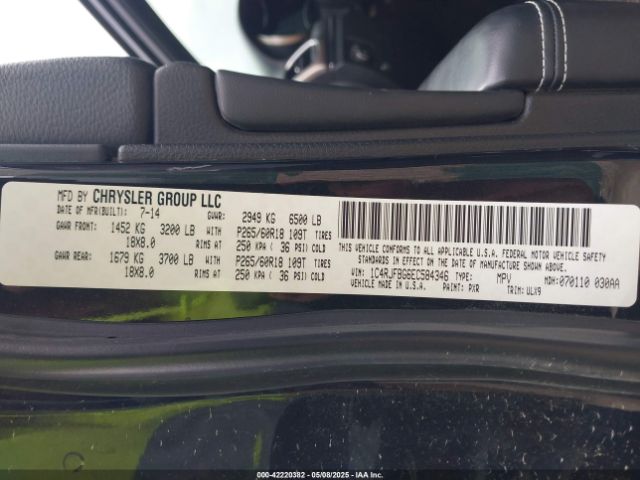 MFD BY CHRYSLER GROUP LLC
DATE OF MFR(BUILT): 7-14 GVWR: 2949 KG 6500 LB
GAWR FRONT: 1452 KG 3200 LB WITH P265/60R18 109T TIRES
18X8.0 RIMS AT 250 KPA ( 36 PSI) COLD
GAWR REAR: 1679 KG 3700 LB WITH P265/60R18 109T TIRES
18X8.0 RIMS AT 250 KPA ( 36 PSI) COLD
THIS VEHICLE CONFORMS TO ALL APPLICABLE U.S.A. FEDERAL MOTOR VEHICLE SAFETY
STANDARDS IN EFFECT ON THE DATE OF MANUFACTURE SHOWN ABOVE.
VIN: 1C4RJFBG6EC584346 TYPE: MPV MDH: 070110 030AA
VEHICLE MADE IN U.S.A. PAINT: PXR TRIM: ULX9
000-42220382 - 05/08/2025 - IAAI.COM